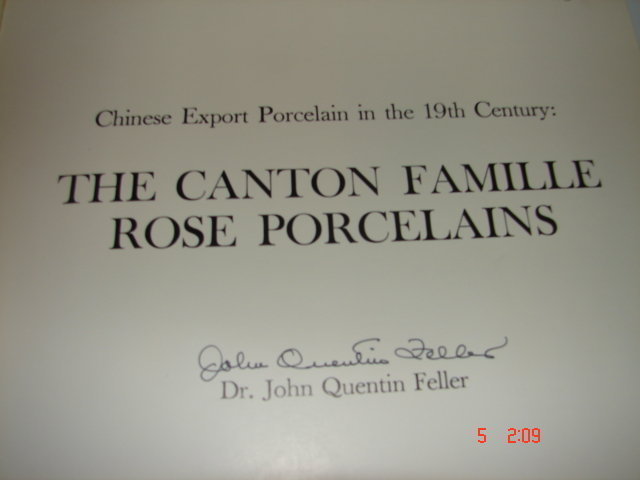 Chinese Export Porcelain in the 19th Century:
THE CANTON FAMILLE
ROSE PORCELAINS
John Quentin Feller
Dr. John Quentin Feller
5 2:09